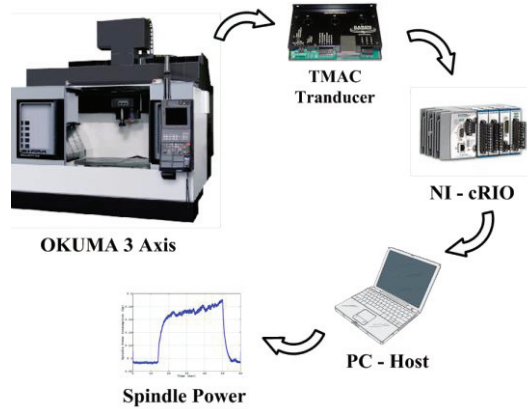 TMAC
Tranducer
NI - cRIO
OKUMA 3 Axis
PC - Host
Spindle Power